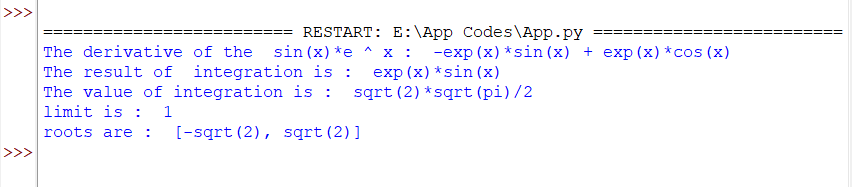 >>>
========================= RESTART: E:\App Codes\App.py =========================
The derivative of the  sin(x)*e ^ x :  -exp(x)*sin(x) + exp(x)*cos(x)
The result of  integration is :  exp(x)*sin(x)
The value of integration is :  sqrt(2)*sqrt(pi)/2
limit is :  1
roots are :  [-sqrt(2), sqrt(2)]
>>>